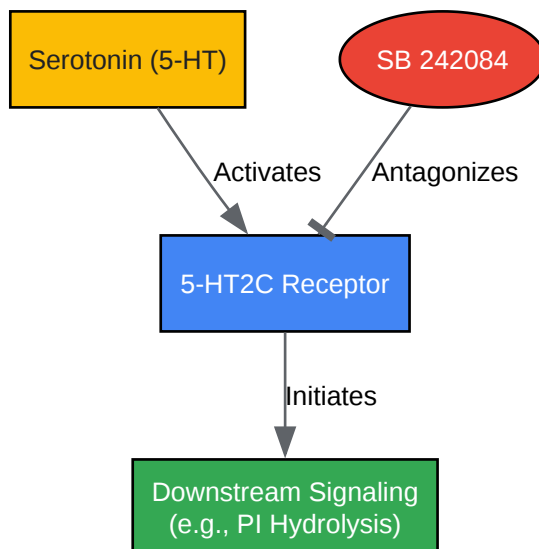 Serotonin (5-HT)
SB 242084
Activates
Antagonizes
5-HT2C Receptor
Initiates
Downstream Signaling
(e.g., PI Hydrolysis)